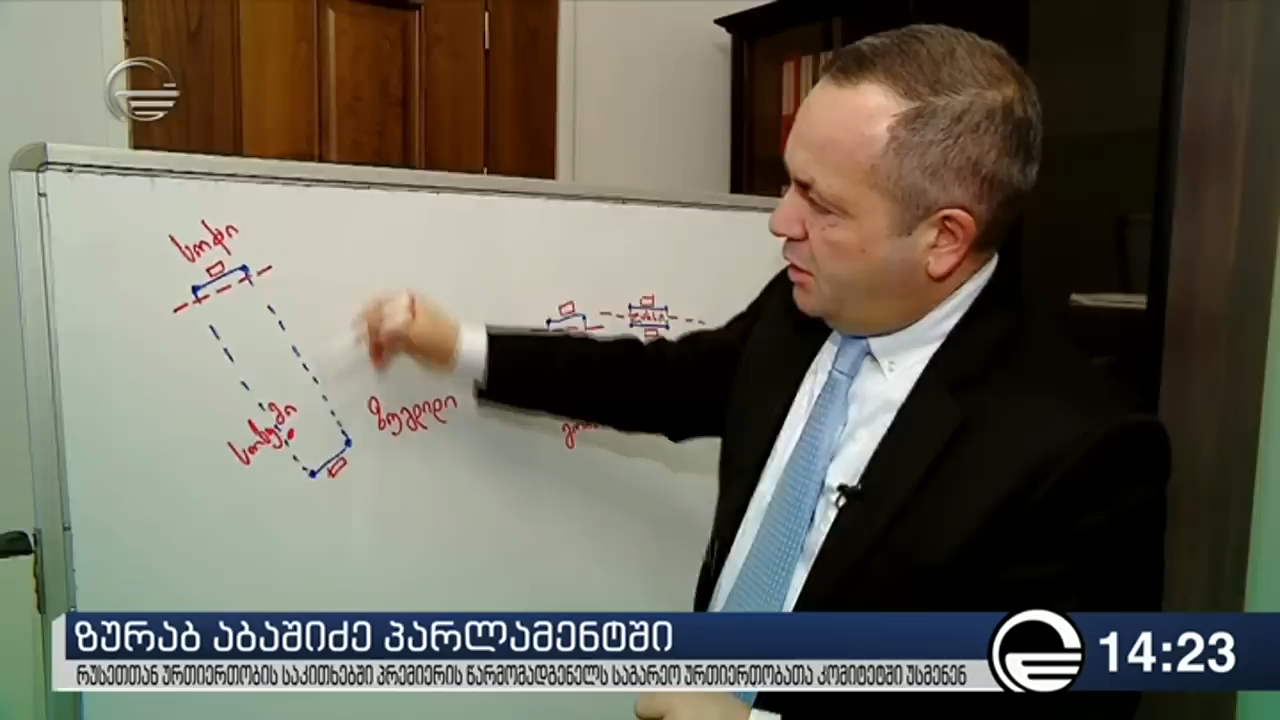 სოჭი
სოხუმი
ზუგდიდი
ზურაბ აბაშიძე პარლამენტში
რუსეთთან ურთიერთობის საკითხებში პრემიერის წარმომადგენელს საგარეო ურთიერთობათა კომიტეტში უსმენენ
14:23